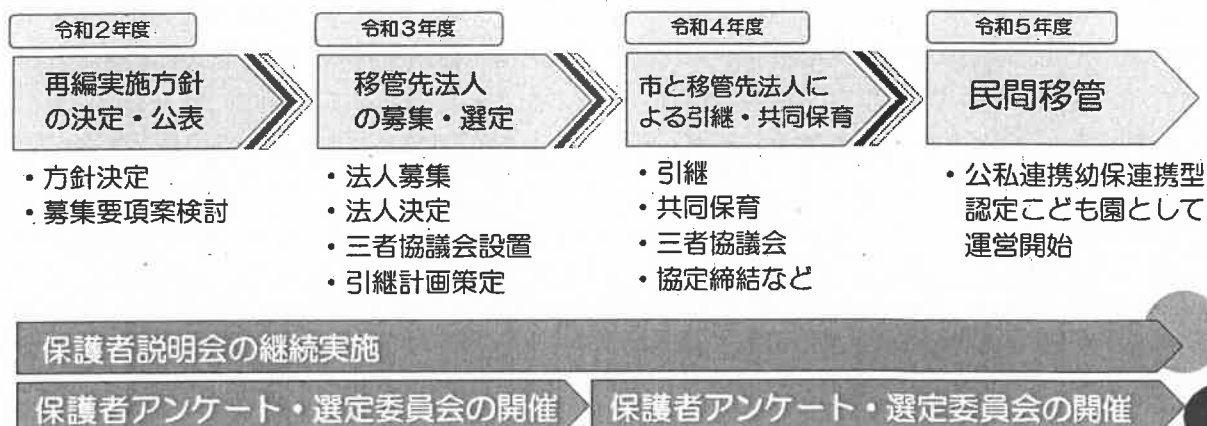 令和2年度
再編実施方針
の決定・公表
・方針決定
・募集要項案検討
令和3年度
移管先法人
の募集・選定
・法人募集
・法人決定
・三者協議会設置
・引継計画策定
令和4年度
市と移管先法人に
よる引継・共同保育
・引継
・共同保育
・三者協議会
・協定締結など
令和5年度
民間移管
・公私連携幼保連携型
認定こども園として
運営開始
保護者説明会の継続実施
保護者アンケート・選定委員会の開催
保護者アンケート・選定委員会の開催